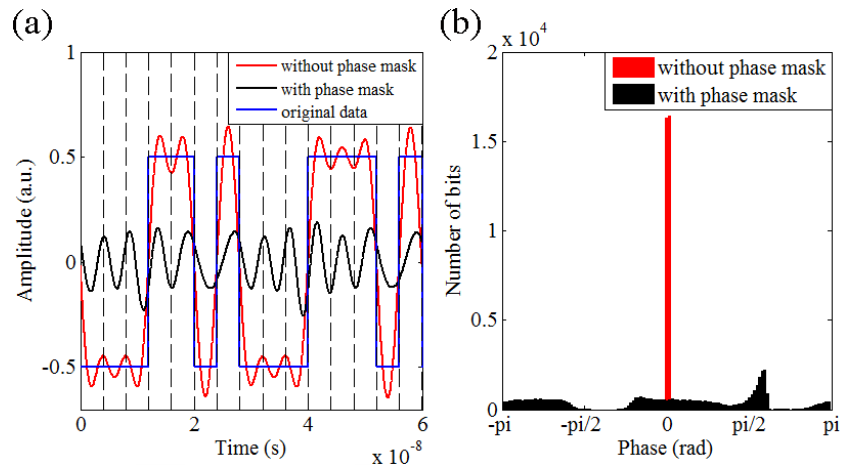 (a)
1
0.5
0
-0.5
Amplitude (a.u.)
without phase mask
with phase mask
original data
0
2
4
6
Time (s)
x 10⁻⁸
(b)
2
1.5
1
0.5
0
x 10⁴
Number of bits
without phase mask
with phase mask
-pi
-pi/2
0
pi/2
pi
Phase (rad)